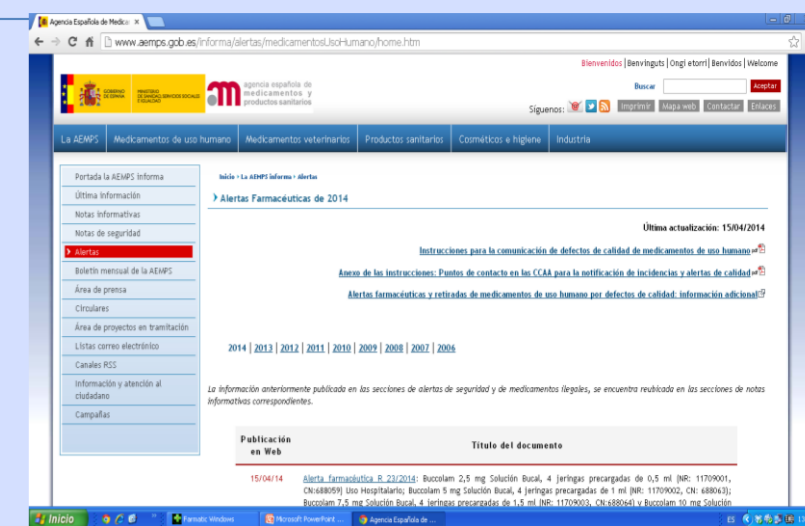 Agencia Española de Medica
www.aemps.gob.es/informa/alertas/medicamentosUsoHumano/home.htm
Bienvenidos | Benvinguts | Ongi etorri | Benvidos | Welcome
GOBIERNO DE ESPAÑA
MINISTERIO DE SANIDAD, SERVICIOS SOCIALES E IGUALDAD
agencia española de
medicamentos y
productos sanitarios
Buscar
Aceptar
Síguenos:
Imprimir
Mapa web
Contactar
Enlaces
La AEMPS
Medicamentos de uso humano
Medicamentos veterinarios
Productos sanitarios
Cosméticos e higiene
Industria
Portada la AEMPS informa
Última información
Notas informativas
Notas de seguridad
Alertas
Boletín mensual de la AEMPS
Área de prensa
Circulares
Área de proyectos en tramitación
Listas correo electrónico
Canales RSS
Información y atención al
ciudadano
Campañas
Inicio > La AEMPS informa > Alertas
Alertas Farmacéuticas de 2014
Última actualización: 15/04/2014
Instrucciones para la comunicación de defectos de calidad de medicamentos de uso humano
Anexo de las instrucciones: Puntos de contacto en las CCAA para la notificación de incidencias y alertas de calidad
Alertas farmacéuticas y retiradas de medicamentos de uso humano por defectos de calidad: información adicional
2014 | 2013 | 2012 | 2011 | 2010 | 2009 | 2008 | 2007 | 2006
La información anteriormente publicada en las secciones de alertas de seguridad y de medicamentos ilegales, se encuentra reubicada en las secciones de notas
informativas correspondientes.
Publicación
en Web
Título del documento
15/04/14
Alerta farmacéutica R 23/2014: Buccolam 2,5 mg Solución Bucal, 4 jeringas precargadas de 0,5 ml (NR: 11709001,
CN:688059) Uso Hospitalario; Buccolam 5 mg Solución Bucal, 4 jeringas precargadas de 1 ml (NR: 11709002, CN: 688063);
Buccolam 7,5 mg Solución Bucal, 4 jeringas precargadas de 1,5 ml (NR: 11709003, CN:688064) y Buccolam 10 mg Solución
Inicio
Farmatic Windows
Microsoft PowerPoint ...
Agencia Española de ...
ES